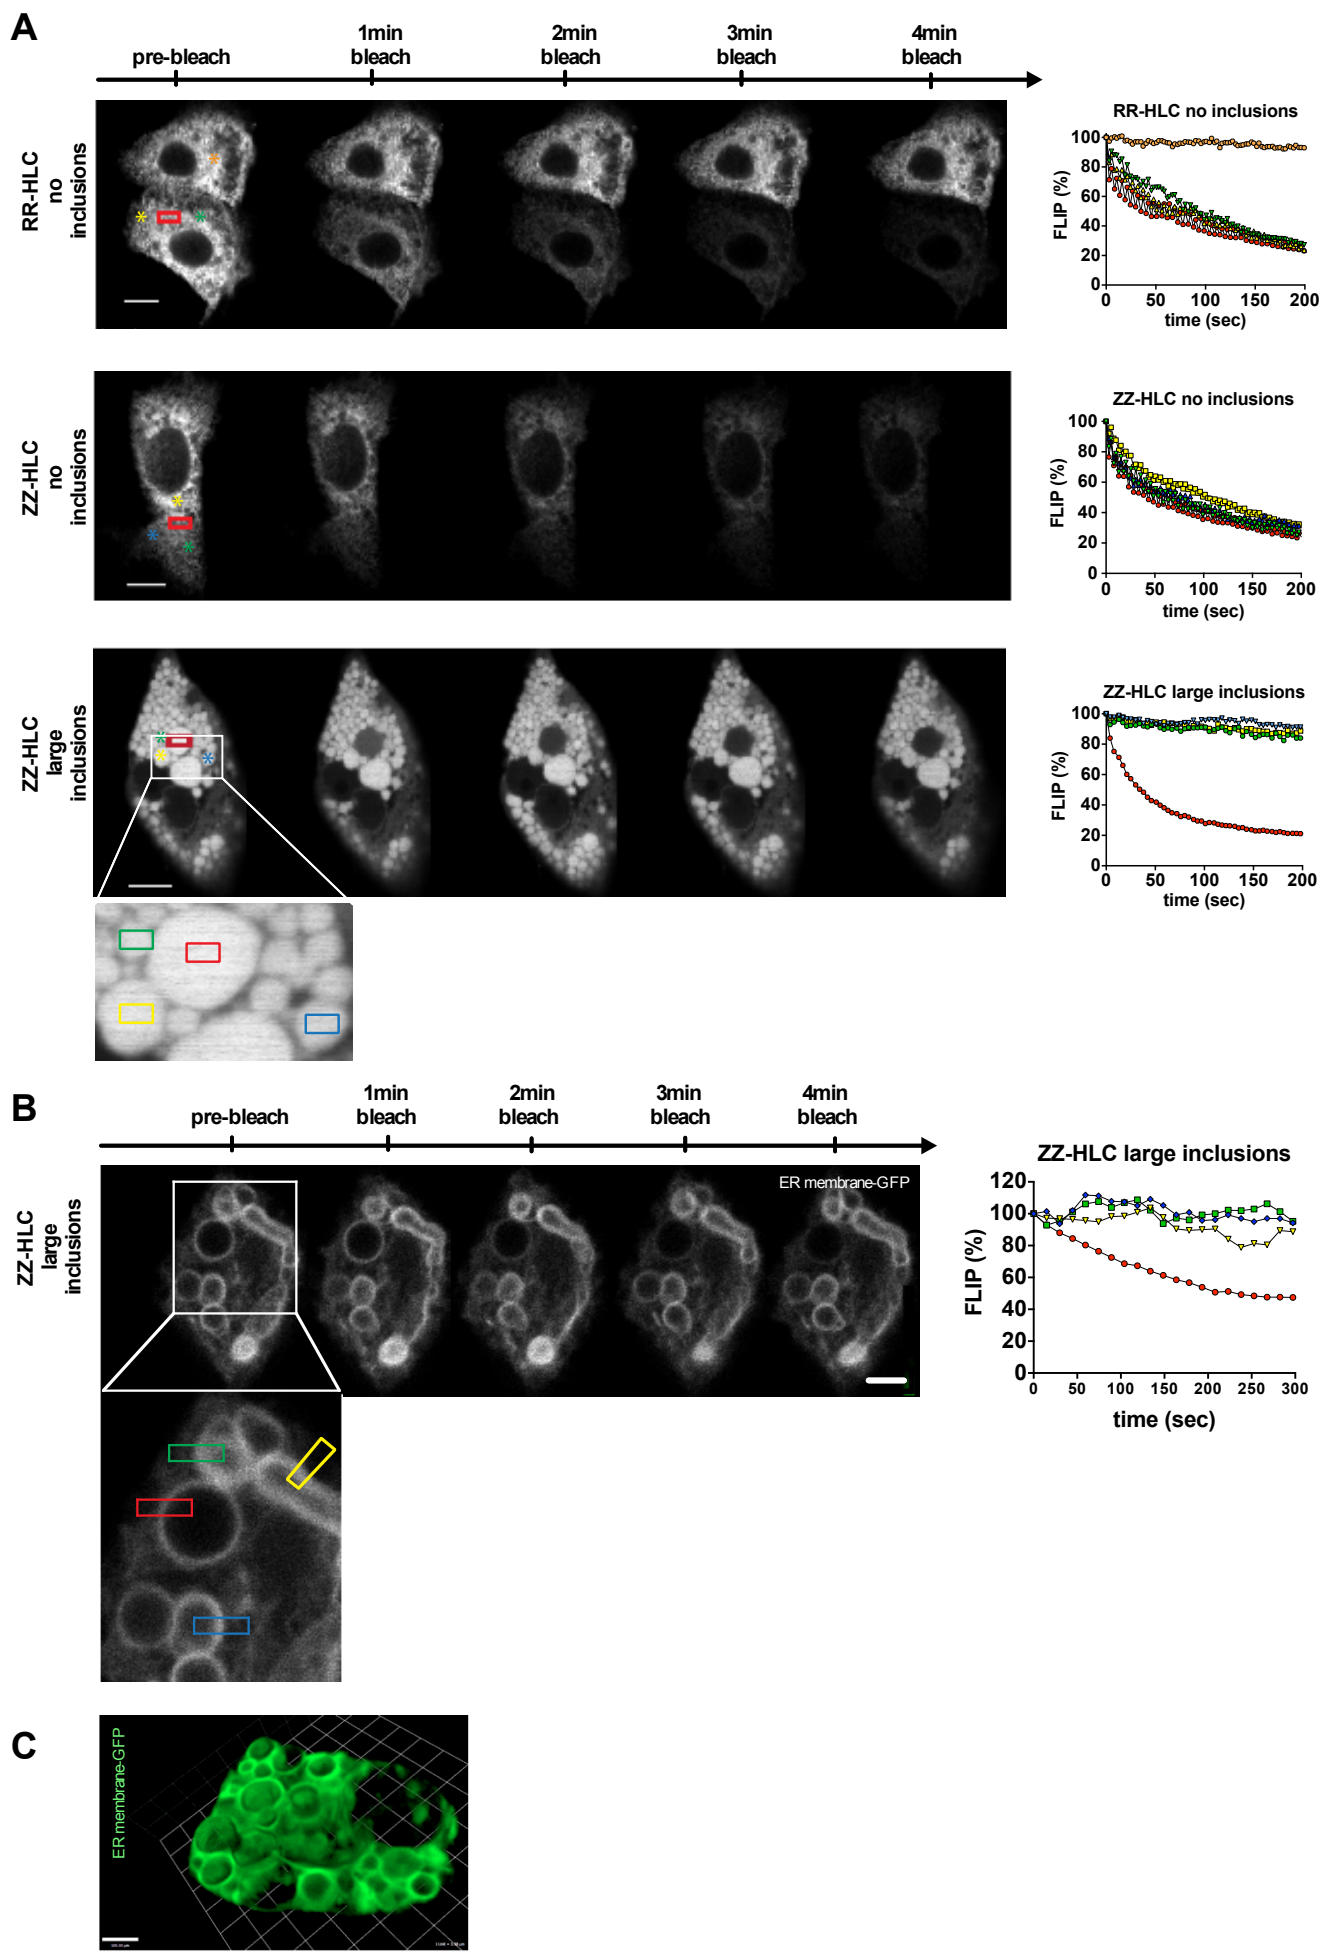 A
pre-bleach
1min
bleach
2min
bleach
3min
bleach
4min
bleach
RR-HLC
no
inclusions
RR-HLC no inclusions
FLIP (%)
100
80
60
40
20
0
0 50 100 150 200
time (sec)
ZZ-HLC
no
inclusions
ZZ-HLC no inclusions
FLIP (%)
100
80
60
40
20
0
0 50 100 150 200
time (sec)
ZZ-HLC
large
inclusions
ZZ-HLC large inclusions
FLIP (%)
100
80
60
40
20
0
0 50 100 150 200
time (sec)
B
pre-bleach
1min
bleach
2min
bleach
3min
bleach
4min
bleach
ZZ-HLC
large
inclusions
ER membrane-GFP
ZZ-HLC large inclusions
FLIP (%)
120
100
80
60
40
20
0
0 50 100 150 200 250 300
time (sec)
C
ER membrane-GFP